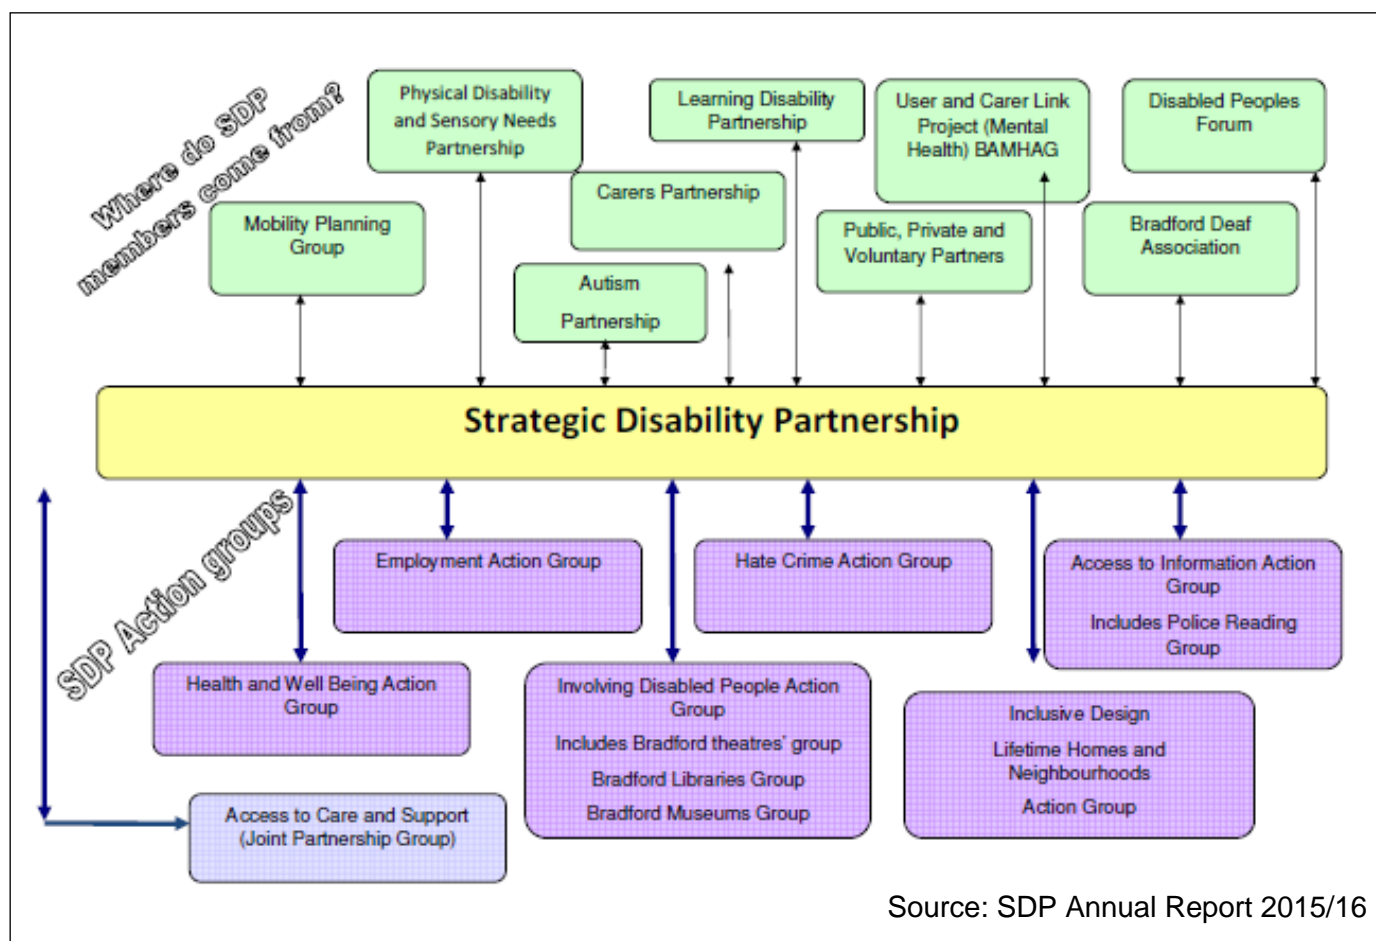 Where do SDP
members come from?
Physical Disability
and Sensory Needs
Partnership
Learning Disability
Partnership
User and Carer Link
Project (Mental
Health) BAMHAG
Disabled Peoples
Forum
Mobility Planning
Group
Carers Partnership
Public, Private and
Voluntary Partners
Bradford Deaf
Association
Autism
Partnership
Strategic Disability Partnership
SDP Action groups
Employment Action Group
Hate Crime Action Group
Access to Information Action
Group
Includes Police Reading
Group
Health and Well Being Action
Group
Involving Disabled People Action
Group
Includes Bradford theatres' group
Bradford Libraries Group
Bradford Museums Group
Inclusive Design
Lifetime Homes and
Neighbourhoods
Action Group
Access to Care and Support
(Joint Partnership Group)
Source: SDP Annual Report 2015/16